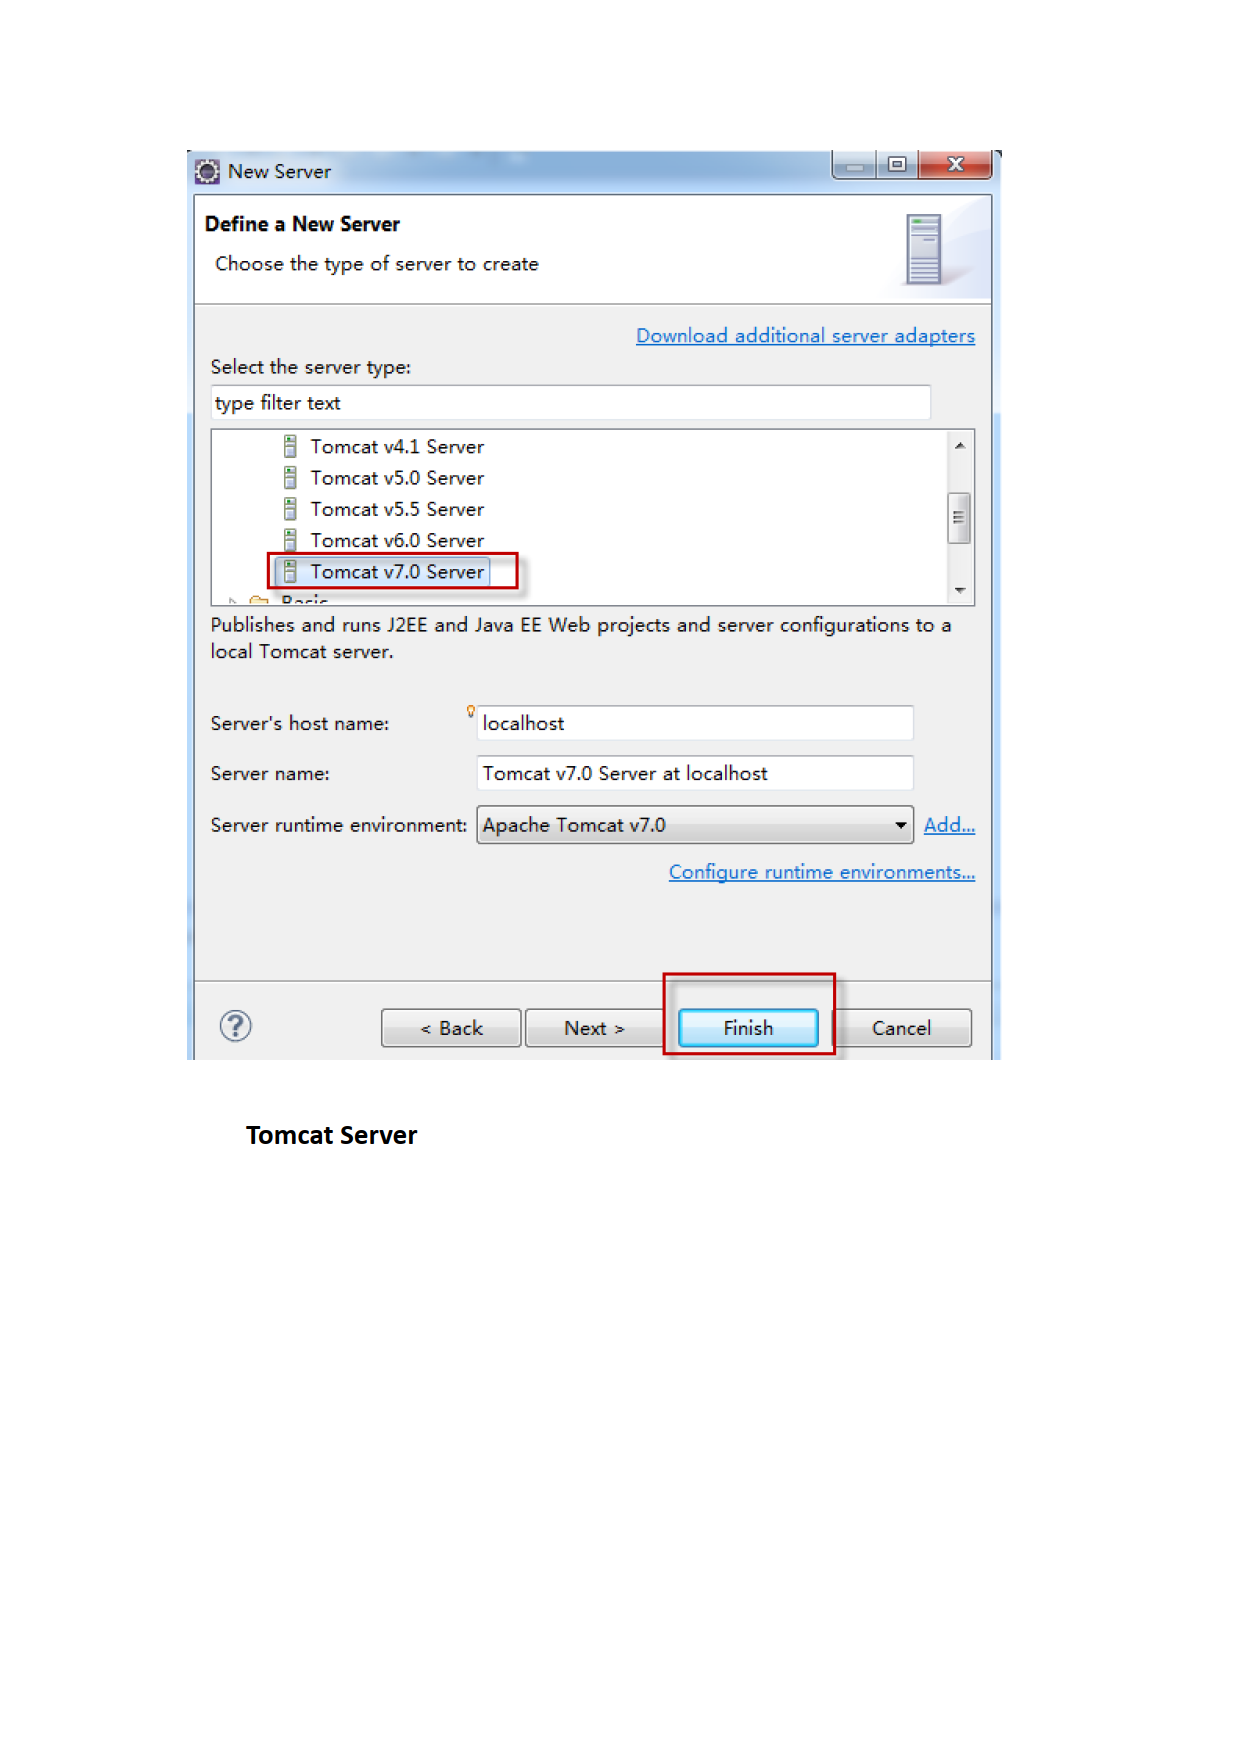 New Server
Define a New Server
Choose the type of server to create
Download additional server adapters
Select the server type:
type filter text
Tomcat v4.1 Server
Tomcat v5.0 Server
Tomcat v5.5 Server
Tomcat v6.0 Server
Tomcat v7.0 Server
Basic
Publishes and runs J2EE and Java EE Web projects and server configurations to a
local Tomcat server.
Server's host name: localhost
Server name: Tomcat v7.0 Server at localhost
Server runtime environment: Apache Tomcat v7.0 Add...
Configure runtime environments...
? < Back Next > Finish Cancel
Tomcat Server